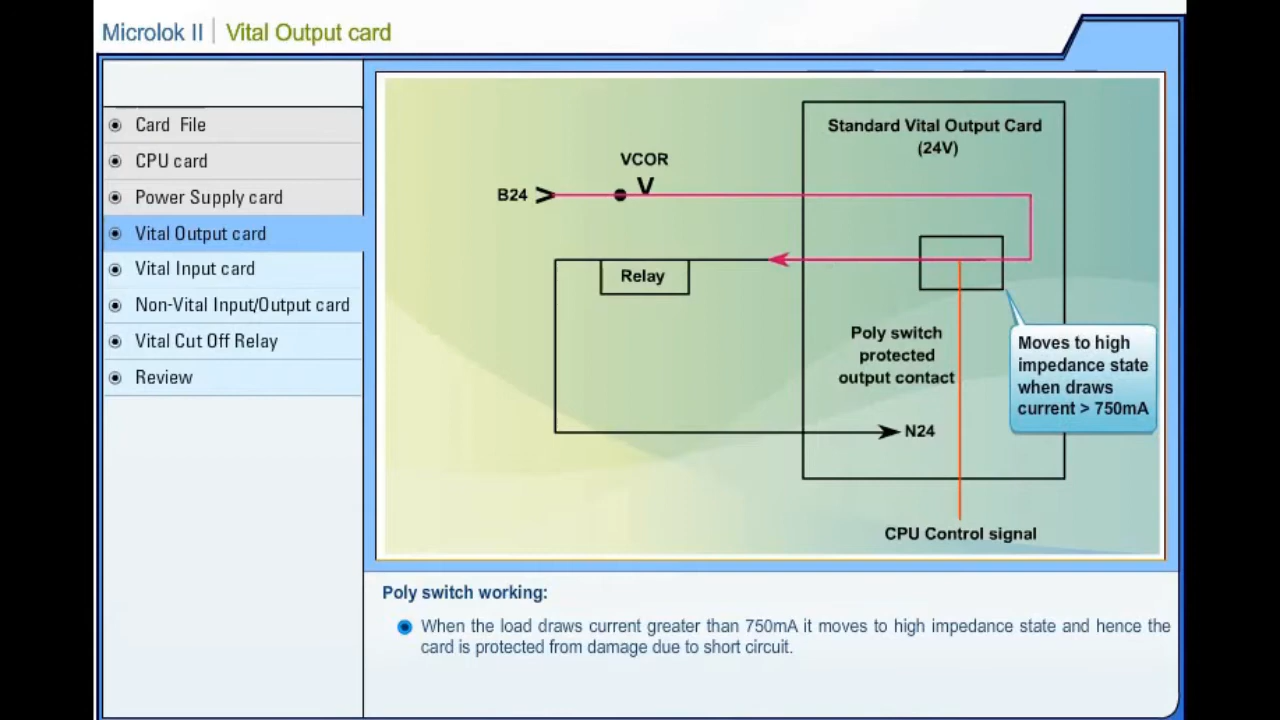 Microlok II | Vital Output card
Card File
CPU card
Power Supply card
Vital Output card
Vital Input card
Non-Vital Input/Output card
Vital Cut Off Relay
Review
Standard Vital Output Card
(24V)
VCOR
V
B24
Relay
Poly switch
protected
output contact
Moves to high
impedance state
when draws
current > 750mA
N24
CPU Control signal
Poly switch working:
When the load draws current greater than 750mA it moves to high impedance state and hence the
card is protected from damage due to short circuit.